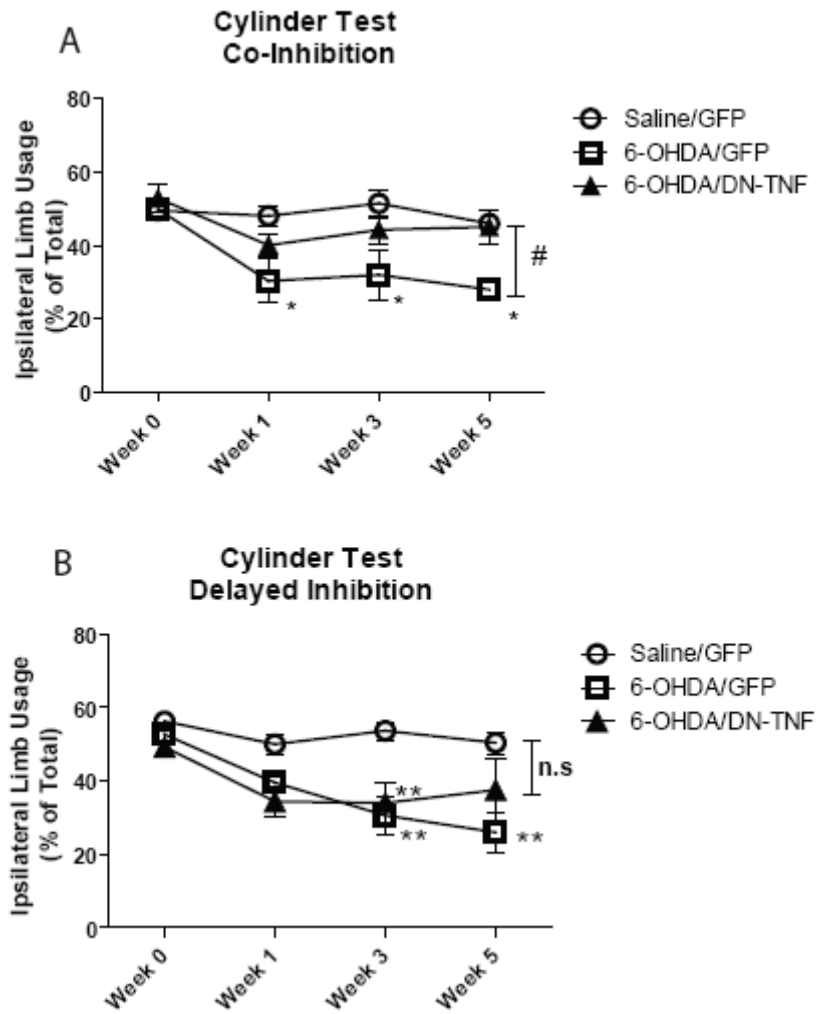 A
Cylinder Test
Co-Inhibition
Ipsilateral Limb Usage
(% of Total)
80
60
40
20
0
Week 0
Week 1
Week 3
Week 5
*
*
*
#
Saline/GFP
6-OHDA/GFP
6-OHDA/DN-TNF
B
Cylinder Test
Delayed Inhibition
Ipsilateral Limb Usage
(% of Total)
80
60
40
20
0
Week 0
Week 1
Week 3
Week 5
**
**
**
n.s
Saline/GFP
6-OHDA/GFP
6-OHDA/DN-TNF